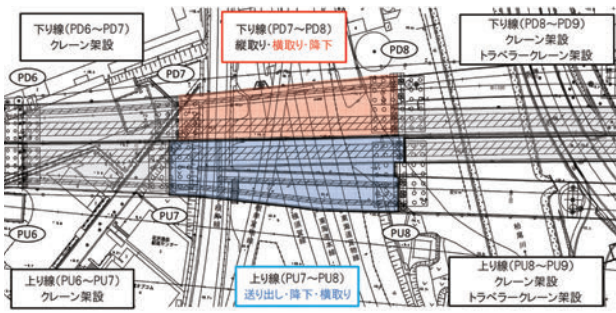 下り線(PD6～PD7)
クレーン架設
下り線(PD7～PD8)
縦取り・横取り・降下
下り線(PD8～PD9)
クレーン架設
トラベラークレーン架設
PD6
PD7
PD8
PU6
PU7
PU8
上り線(PU6～PU7)
クレーン架設
上り線(PU7～PU8)
送り出し・降下・横取り
上り線(PU8～PU9)
クレーン架設
トラベラークレーン架設